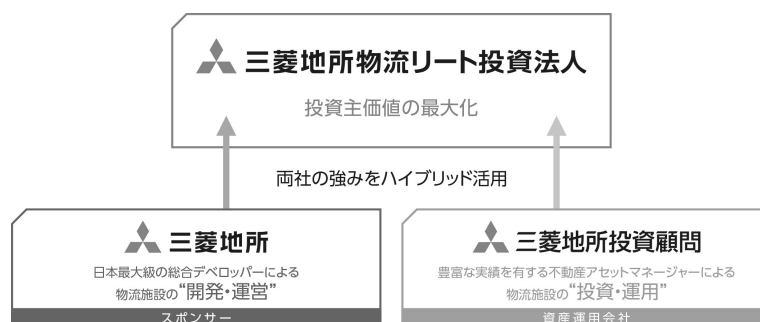 三菱地所物流リート投資法人
投資主価値の最大化
両社の強みをハイブリッド活用
三菱地所
日本最大級の総合デベロッパーによる
物流施設の“開発・運営”
スポンサー
三菱地所投資顧問
豊富な実績を有する不動産アセットマネージャーによる
物流施設の“投資・運用”
資産運用会社